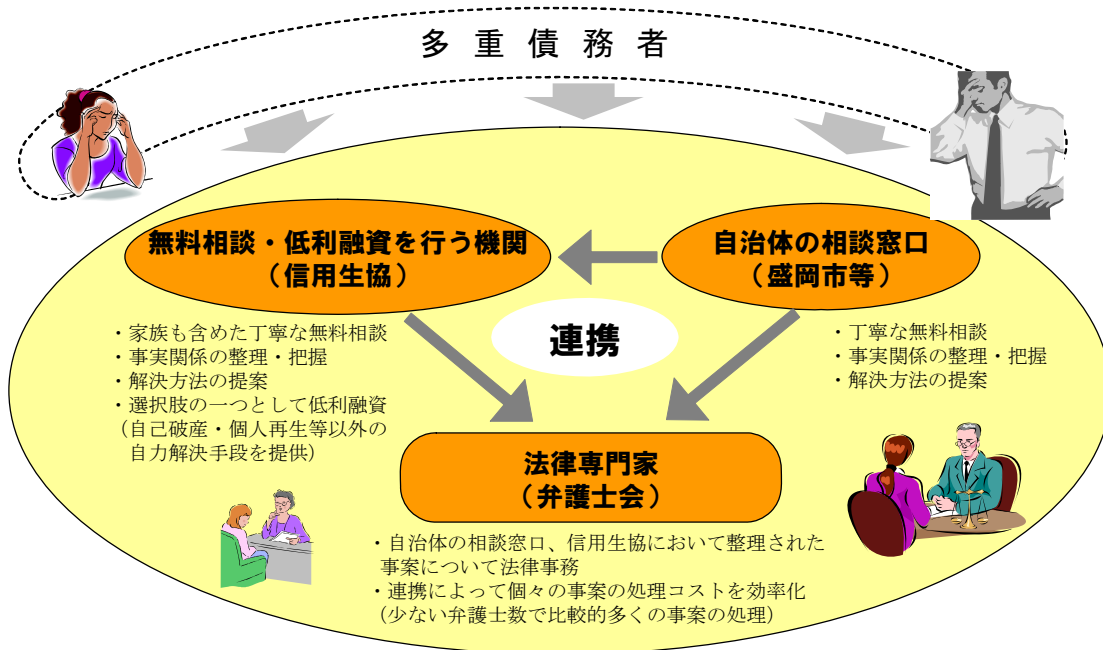 多重債務者
無料相談・低利融資を行う機関
（信用生協）
自治体の相談窓口
（盛岡市等）
連携
・家族も含めた丁寧な無料相談
・事実関係の整理・把握
・解決方法の提案
・選択肢の一つとして低利融資
（自己破産・個人再生等以外の
自力解決手段を提供）
・丁寧な無料相談
・事実関係の整理・把握
・解決方法の提案
法律専門家
（弁護士会）
・自治体の相談窓口、信用生協において整理された
事案について法律事務
・連携によって個々の事案の処理コストを効率化
（少ない弁護士数で比較的多くの事案の処理）